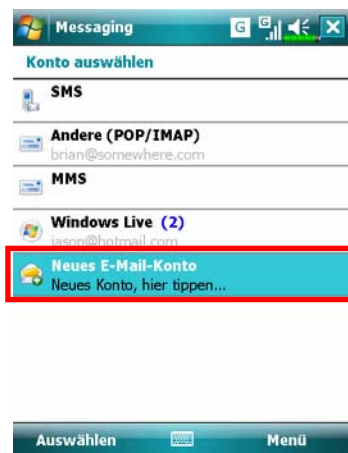 Messaging
G G
Konto auswählen
SMS
Andere (POP/IMAP)
brian@somewhere.com
MMS
Windows Live (2)
jason@hotmail.com
Neues E-Mail-Konto
Neues Konto, hier tippen...
Auswählen Menü